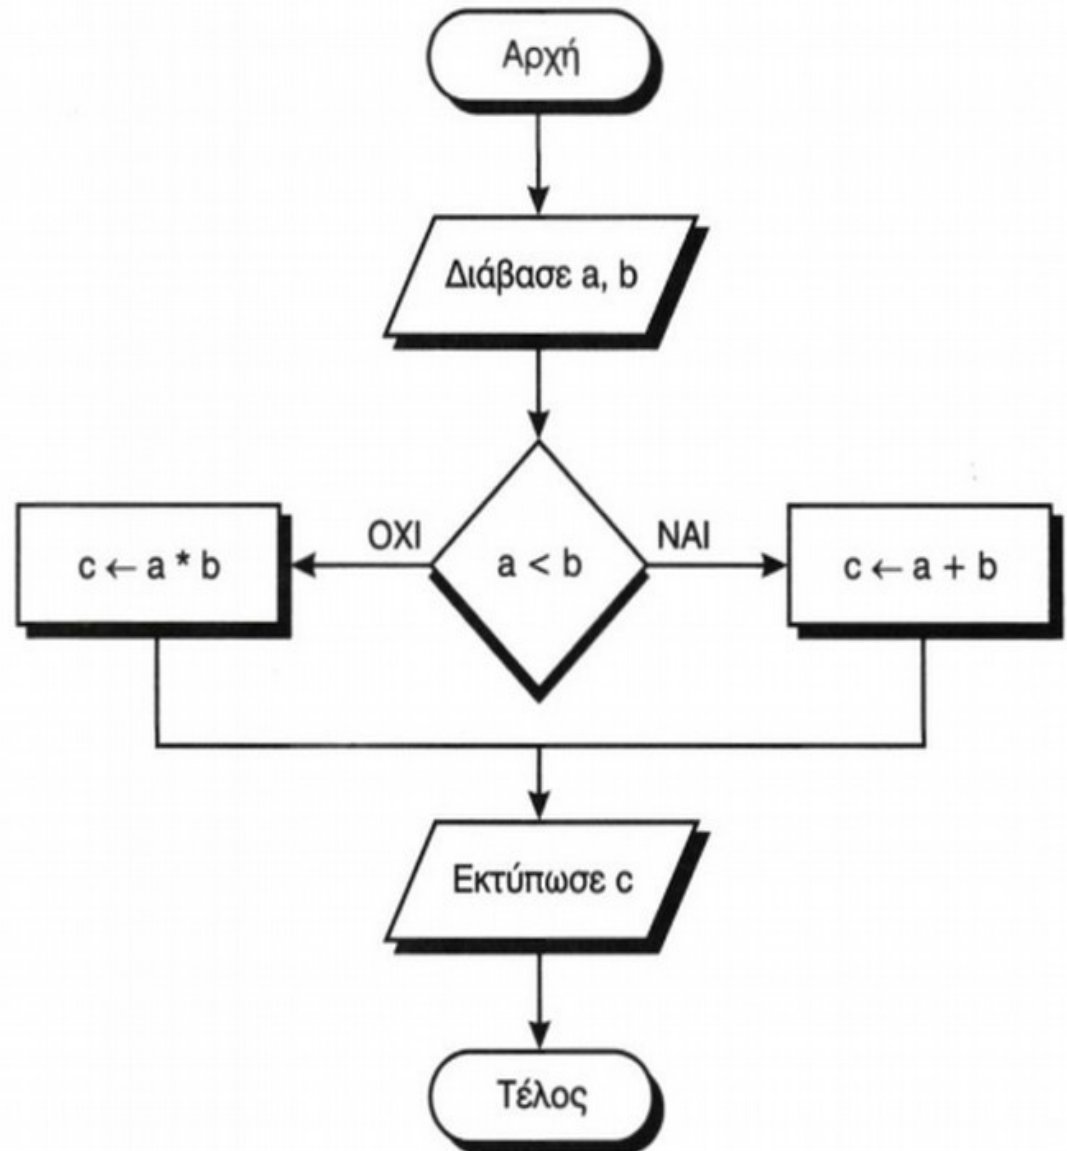 Αρχή
Διάβασε a, b
ΟΧΙ
a < b
ΝΑΙ
c ← a * b
c ← a + b
Εκτύπωσε c
Τέλος